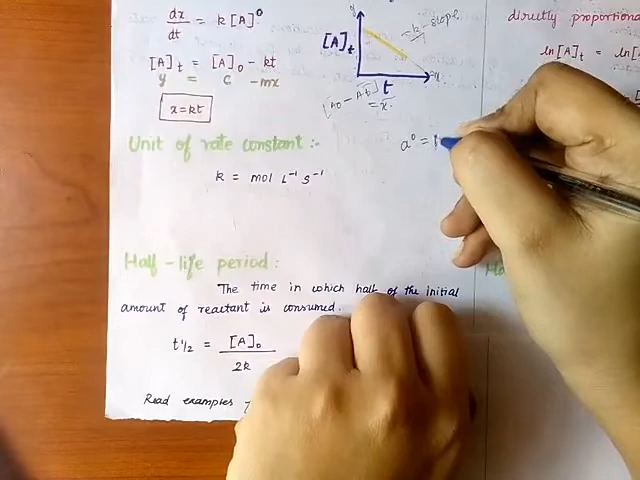 dx/dt = k[A]⁰
[A]t = [A]₀ - kt
y = c - mx
x = kt
[A]t
t
= k slope
[A₀ - At]
= x.
Unit of rate constant :-
k = mol L⁻¹ s⁻¹
a⁰ =
Half-life period :
The time in which half of the initial
amount of reactant is consumed.
t½ = [A]₀ / 2k
Read examples
directly proportiona
ln[A]t = ln[